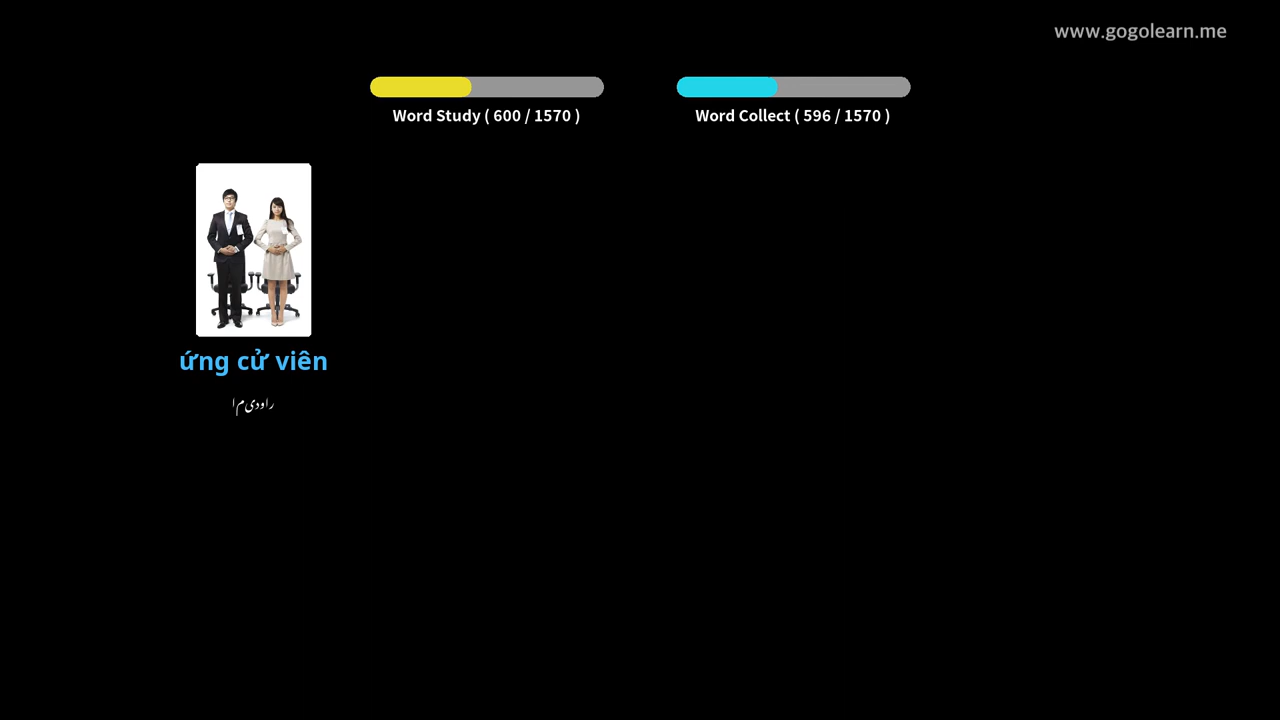 www.gogolearn.me
Word Study ( 600 / 1570 )
Word Collect ( 596 / 1570 )
ứng cử viên
امیدوار